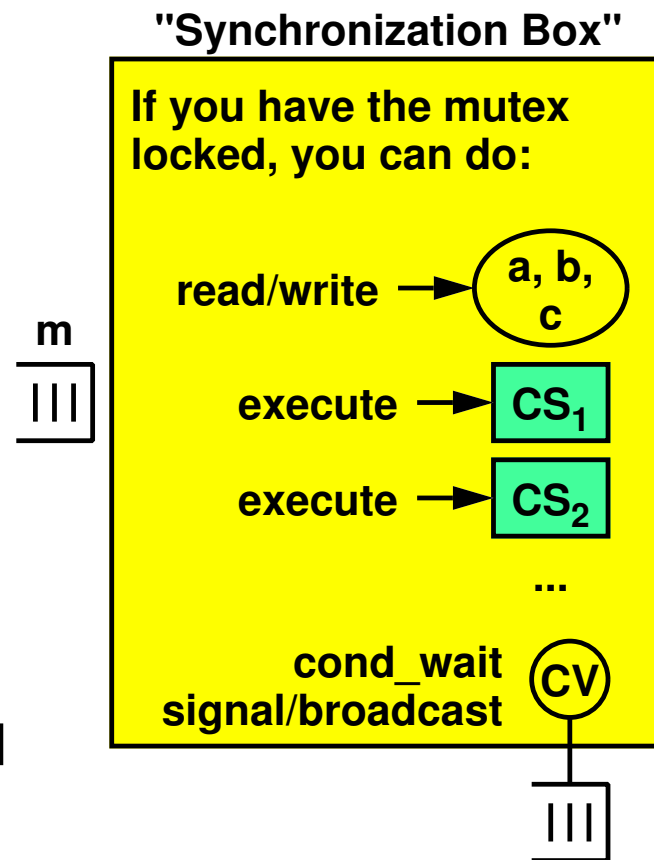 "Synchronization Box"
If you have the mutex
locked, you can do:
read/write
a, b,
c
m
execute
CS₁
execute
CS₂
...
cond_wait
CV
signal/broadcast